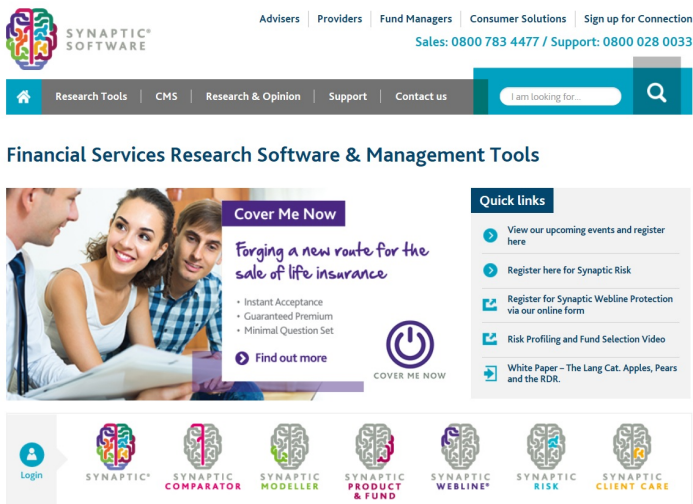 SYNAPTIC®
SOFTWARE
Advisers Providers Fund Managers Consumer Solutions Sign up for Connection
Sales: 0800 783 4477 / Support: 0800 028 0033
Research Tools CMS Research & Opinion Support Contact us
I am looking for...
Financial Services Research Software & Management Tools
Cover Me Now
Forging a new route for the
sale of life insurance
• Instant Acceptance
• Guaranteed Premium
• Minimal Question Set
Find out more
COVER ME NOW
Quick links
View our upcoming events and register
here
Register here for Synaptic Risk
Register for Synaptic Webline Protection
via our online form
Risk Profiling and Fund Selection Video
White Paper – The Lang Cat. Apples, Pears
and the RDR.
Login
SYNAPTIC®
SYNAPTIC
COMPARATOR
SYNAPTIC
MODELLER
SYNAPTIC
PRODUCT
& FUND
SYNAPTIC
WEBLINE®
SYNAPTIC
RISK
SYNAPTIC
CLIENT CARE